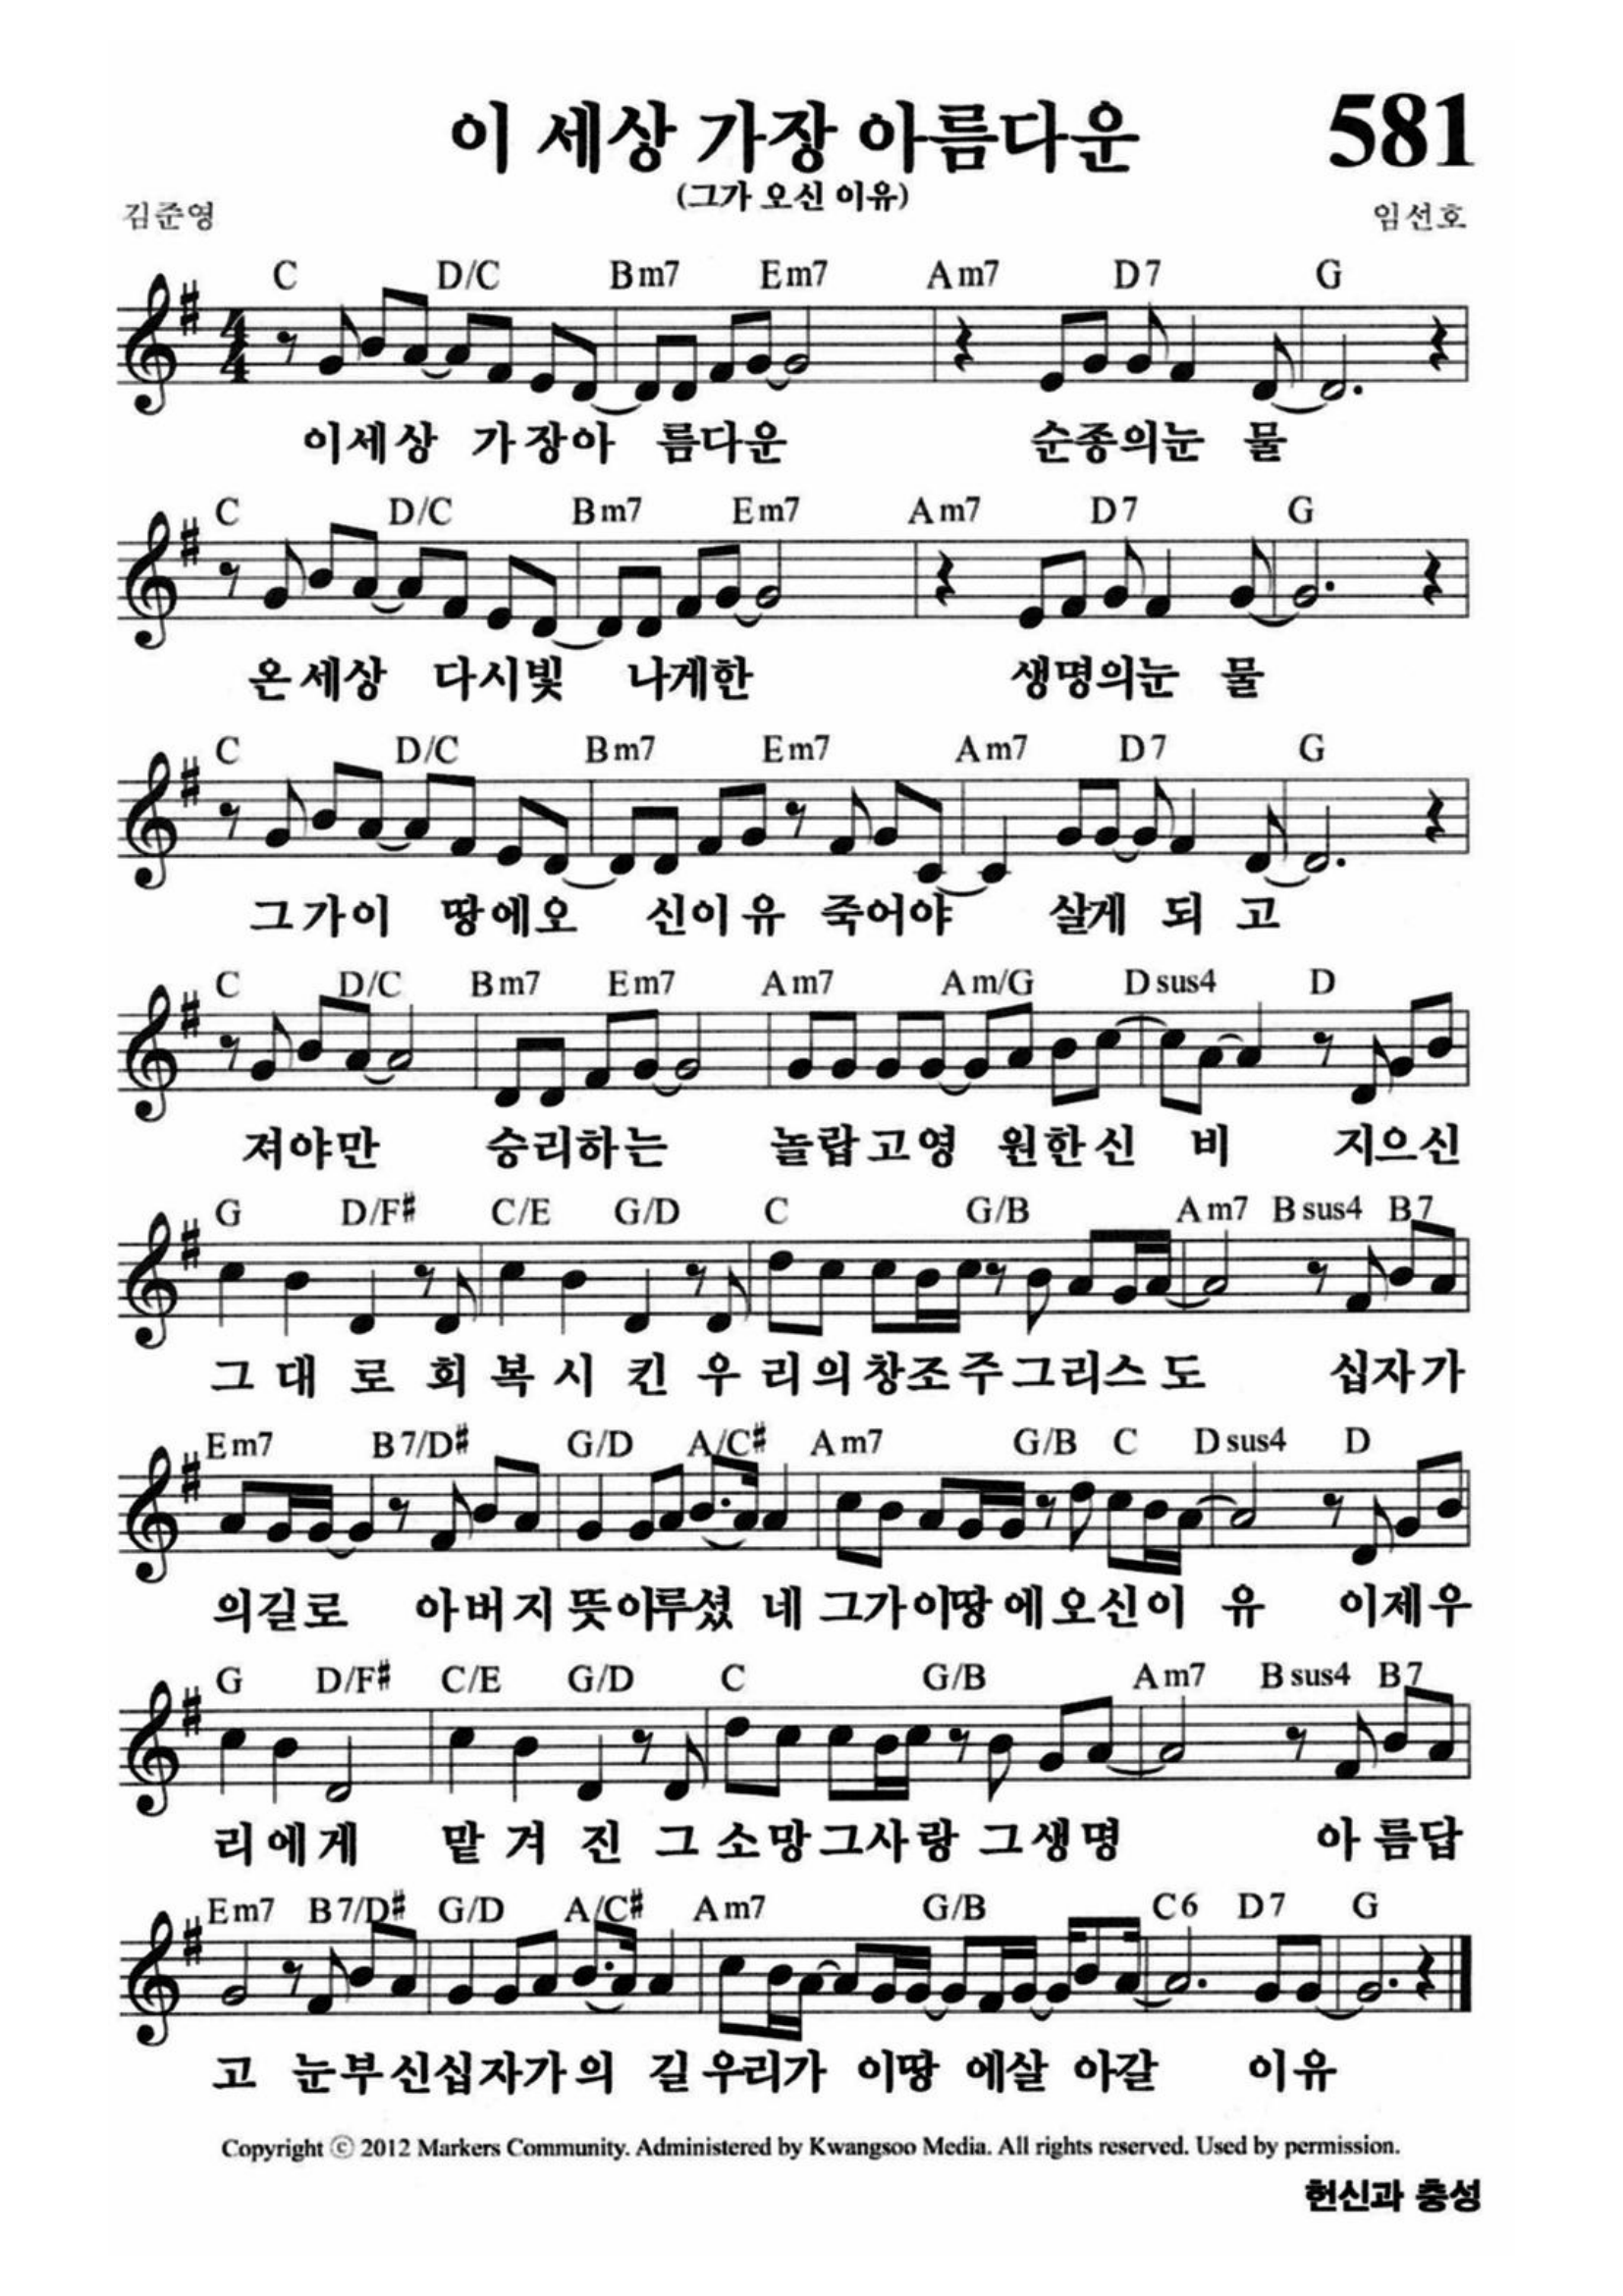 이 세상 가장 아름다운 581
(그가 오신 이유)
김준영 임선호
C D/C Bm7 Em7 Am7 D7 G
이세상 가장아 름다운 순종의눈 물
C D/C Bm7 Em7 Am7 D7 G
온세상 다시빛 나게한 생명의눈 물
C D/C Bm7 Em7 Am7 D7 G
그가이 땅에오 신이유 죽어야 살게 되 고
C D/C Bm7 Em7 Am7 Am/G Dsus4 D
져야만 승리하는 놀랍고영 원한신 비 지으신
G D/F# C/E G/D C G/B Am7 Bsus4 B7
그 대 로 회 복 시 킨 우 리의창조주그리스 도 십자가
Em7 B7/D# G/D A/C# Am7 G/B C Dsus4 D
의길로 아버지 뜻이루셨 네 그가이땅 에오신이 유 이제우
G D/F# C/E G/D C G/B Am7 Bsus4 B7
리에게 맡 겨 진 그 소망그사랑 그생명 아름답
Em7 B7/D# G/D A/C# Am7 G/B C6 D7 G
고 눈부신십자가의 길 우리가 이땅 에살 아갈 이유
Copyright ⓒ 2012 Markers Community. Administered by Kwangsoo Media. All rights reserved. Used by permission.
헌신과 충성